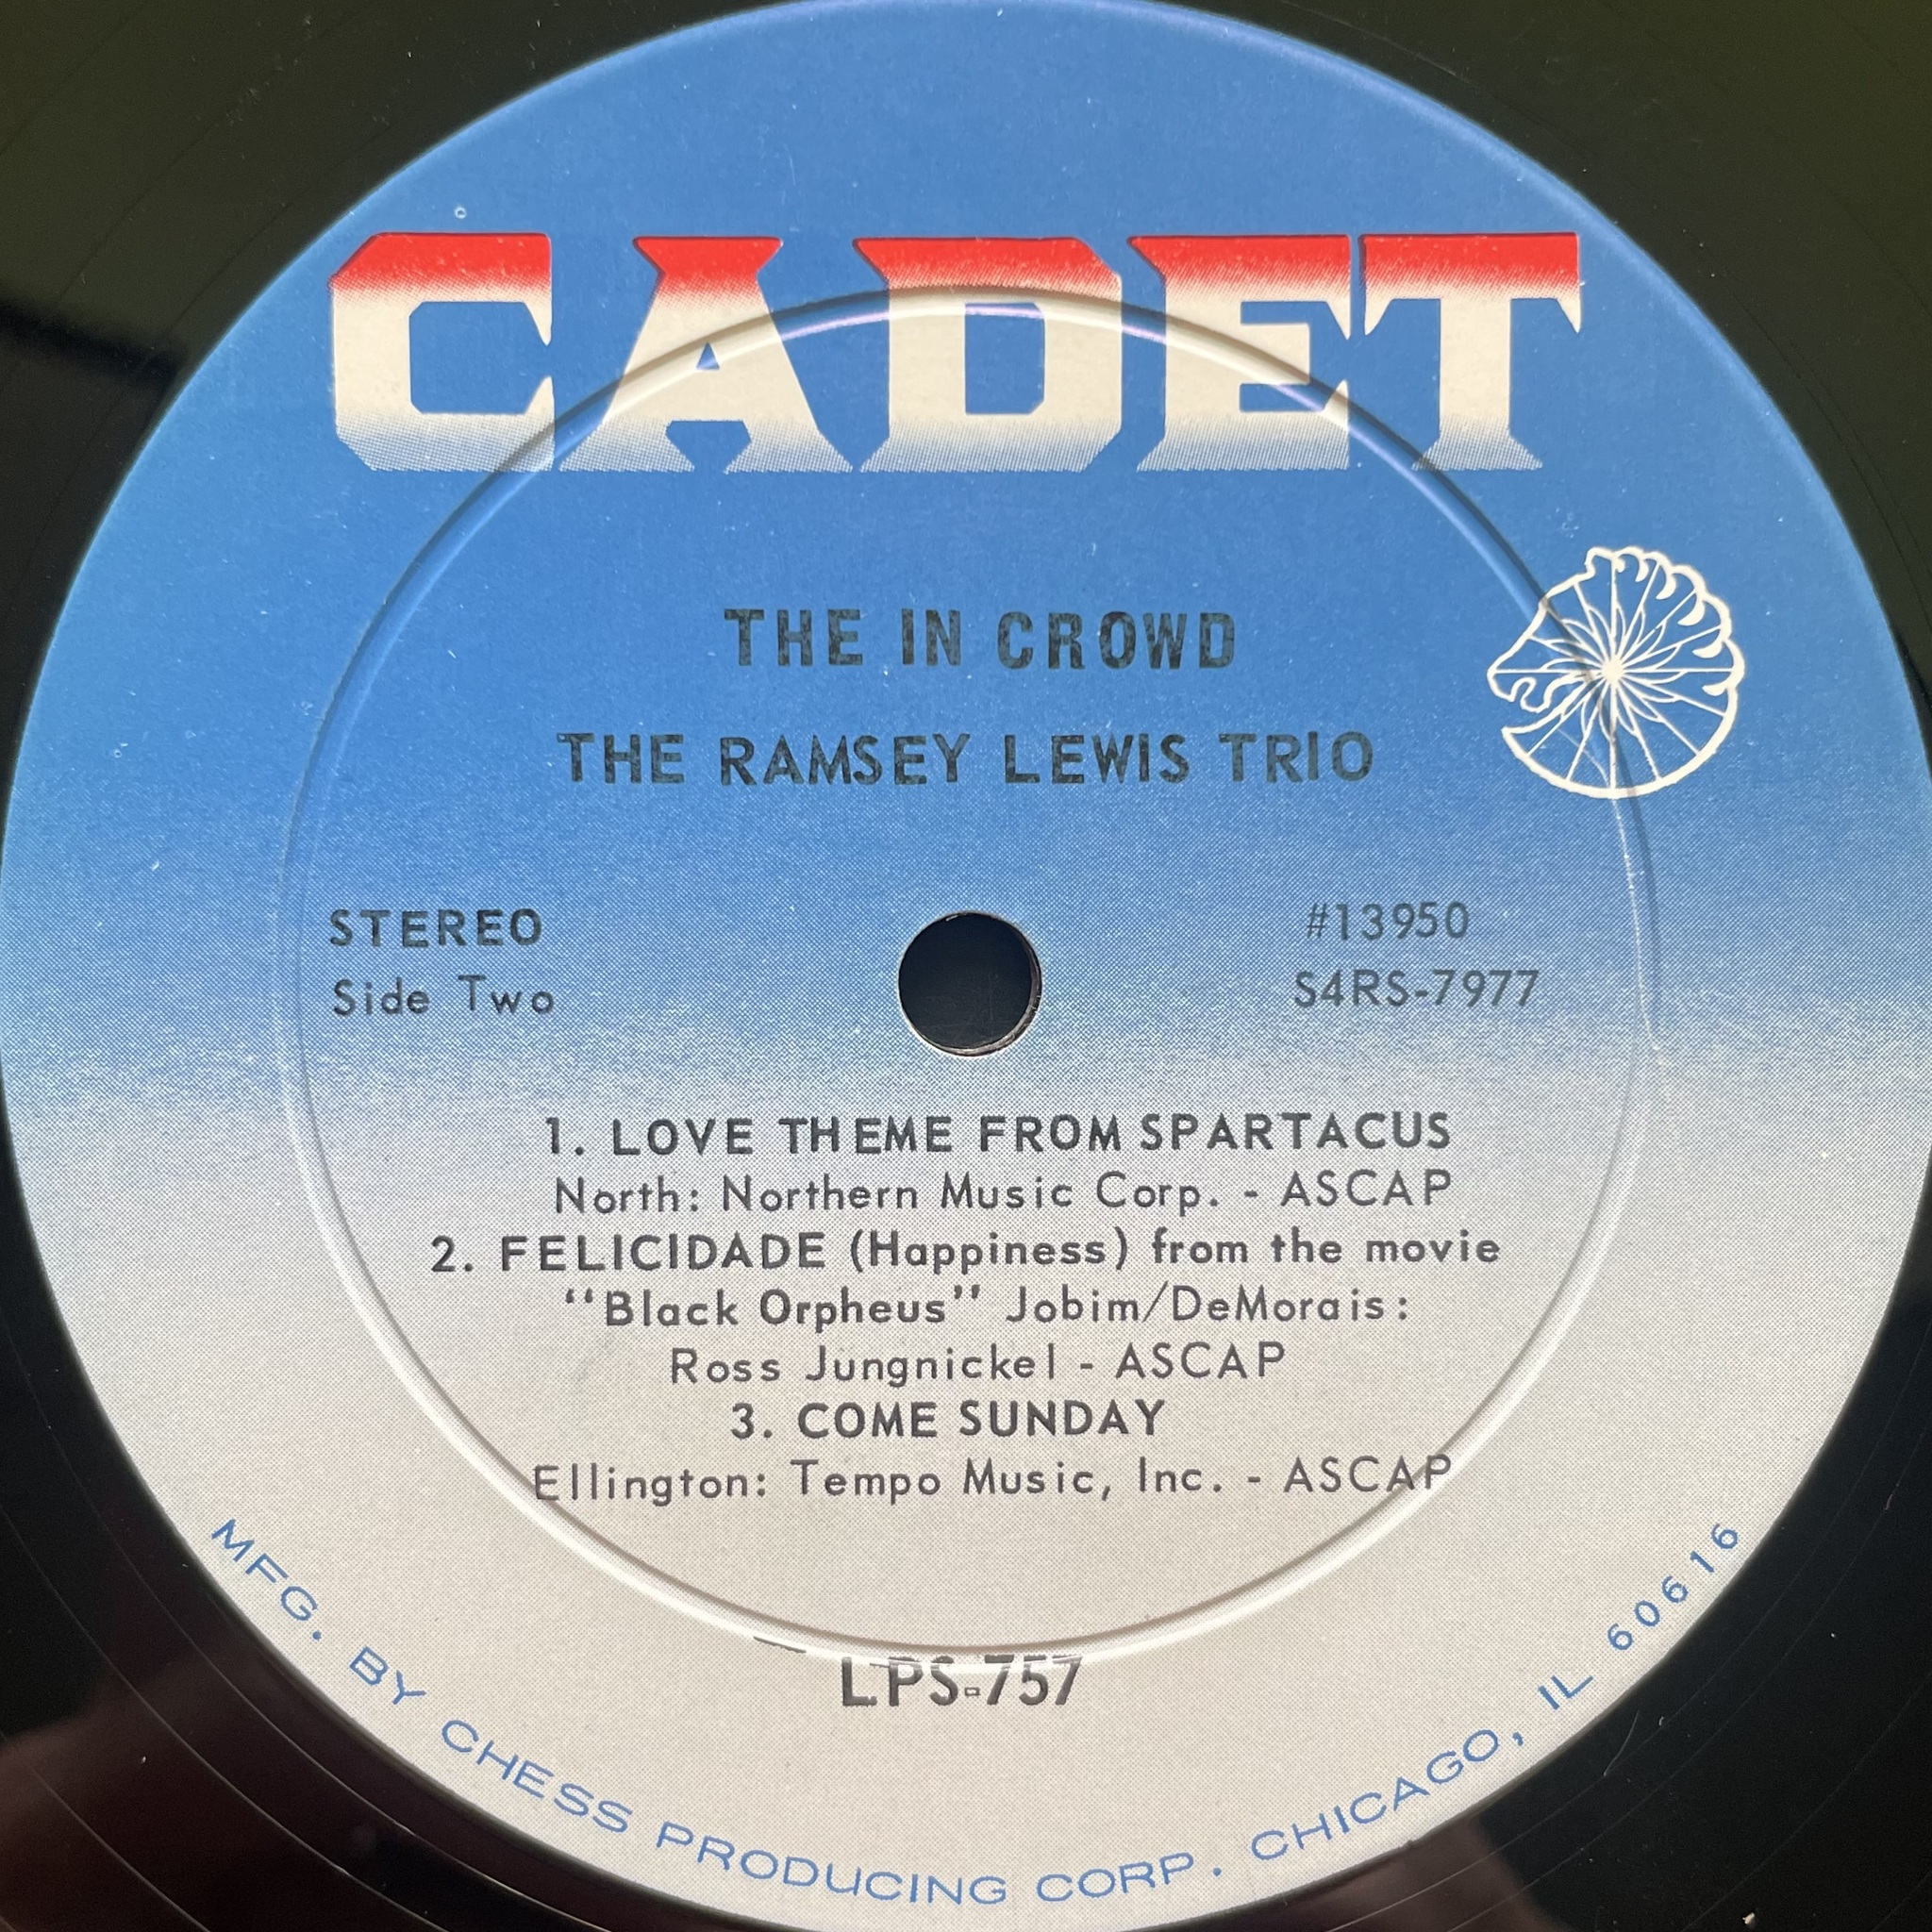 CADET
THE IN CROWD
THE RAMSEY LEWIS TRIO
STEREO
Side Two
#13950
S4RS-7977
1. LOVE THEME FROM SPARTACUS
North: Northern Music Corp. - ASCAP
2. FELICIDADE (Happiness) from the movie
“Black Orpheus” Jobim/DeMorais:
Ross Jungnickel - ASCAP
3. COME SUNDAY
Ellington: Tempo Music, Inc. - ASCAP
LPS-757
MFG. BY CHESS PRODUCING CORP. CHICAGO, IL 60616